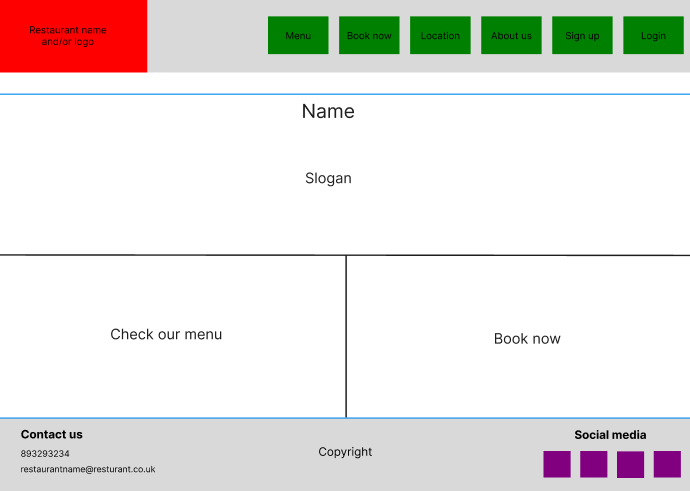 Restaurant name
and/or logo
Menu
Book now
Location
About us
Sign up
Login
Name
Slogan
Check our menu
Book now
Contact us
893293234
restaurantname@resturant.co.uk
Copyright
Social media